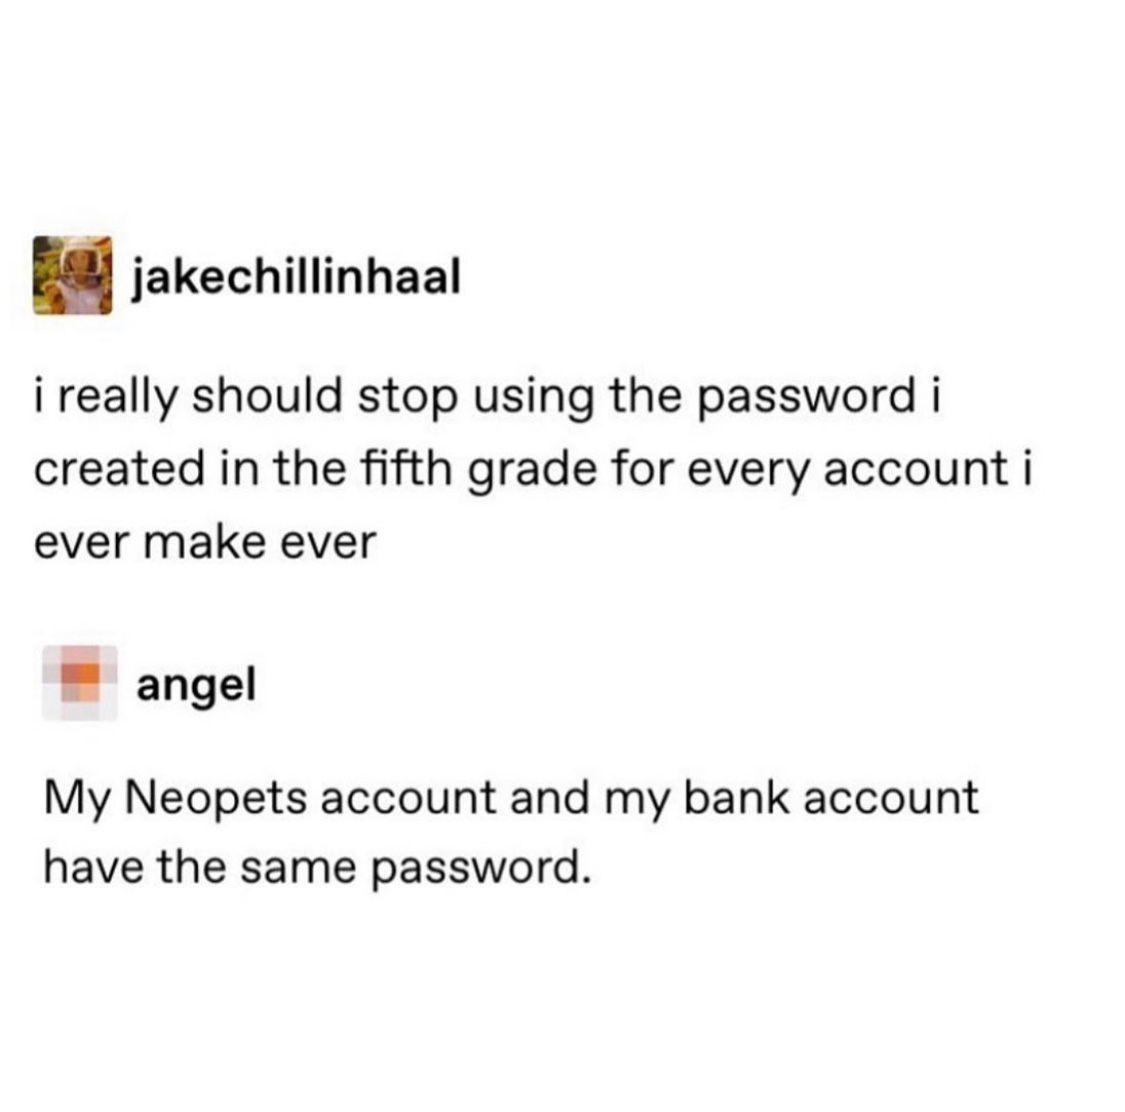 jakechillinhaal
i really should stop using the password i
created in the fifth grade for every account i
ever make ever
angel
My Neopets account and my bank account
have the same password.